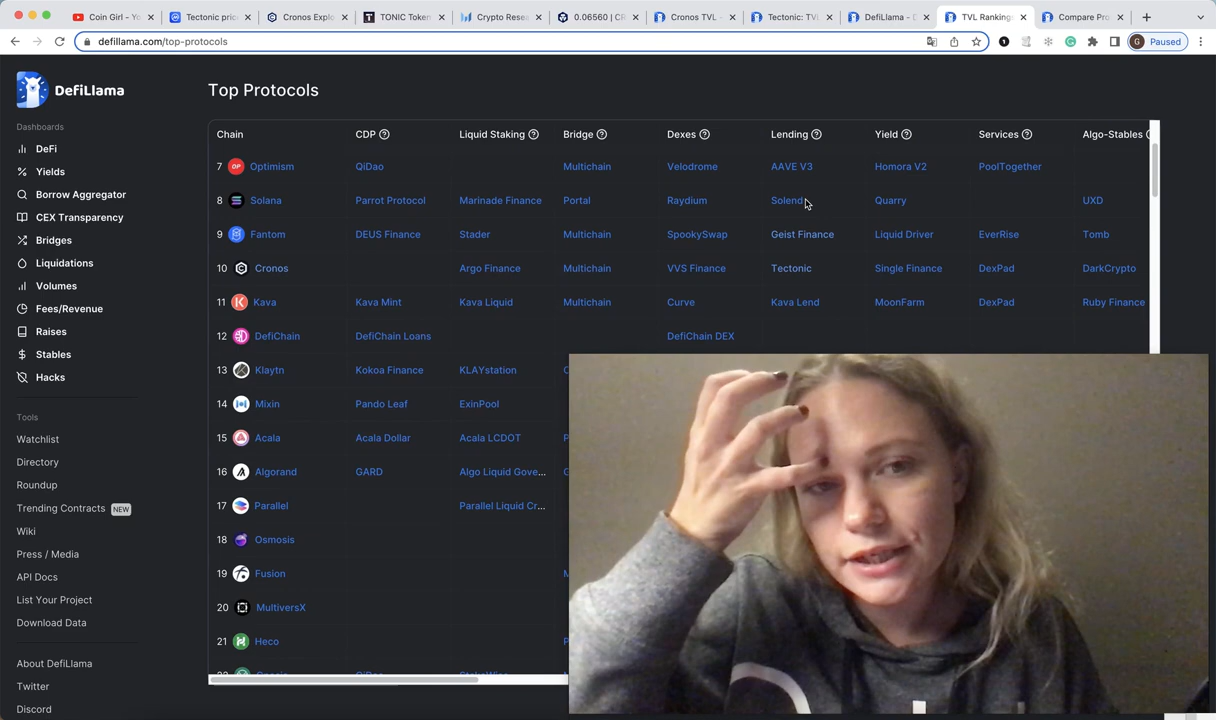 Coin Girl - Yo
Tectonic pric
Cronos Explo
TONIC Token
Crypto Resea
0.06560 | CR
Cronos TVL -
Tectonic: TV
DefiLlama - D
TVL Ranking
Compare Pro
defillama.com/top-protocols
G Paused
DefiLlama
Dashboards
DeFi
Yields
Borrow Aggregator
CEX Transparency
Bridges
Liquidations
Volumes
Fees/Revenue
Raises
Stables
Hacks
Tools
Watchlist
Directory
Roundup
Trending Contracts NEW
Wiki
Press / Media
API Docs
List Your Project
Download Data
About DefiLlama
Twitter
Discord
Top Protocols
Chain CDP Liquid Staking Bridge Dexes Lending Yield Services Algo-Stables
7 OP Optimism QiDao Multichain Velodrome AAVE V3 Homora V2 PoolTogether
8 Solana Parrot Protocol Marinade Finance Portal Raydium Solend Quarry UXD
9 Fantom DEUS Finance Stader Multichain SpookySwap Geist Finance Liquid Driver EverRise Tomb
10 Cronos Argo Finance Multichain VVS Finance Tectonic Single Finance DexPad DarkCrypto
11 Kava Kava Mint Kava Liquid Multichain Curve Kava Lend MoonFarm DexPad Ruby Finance
12 DefiChain DefiChain Loans DefiChain DEX
13 Klaytn Kokoa Finance KLAYstation
14 Mixin Pando Leaf ExinPool
15 Acala Acala Dollar Acala LCDOT
16 Algorand GARD Algo Liquid Gove...
17 Parallel Parallel Liquid Cr...
18 Osmosis
19 Fusion
20 MultiversX
21 Heco